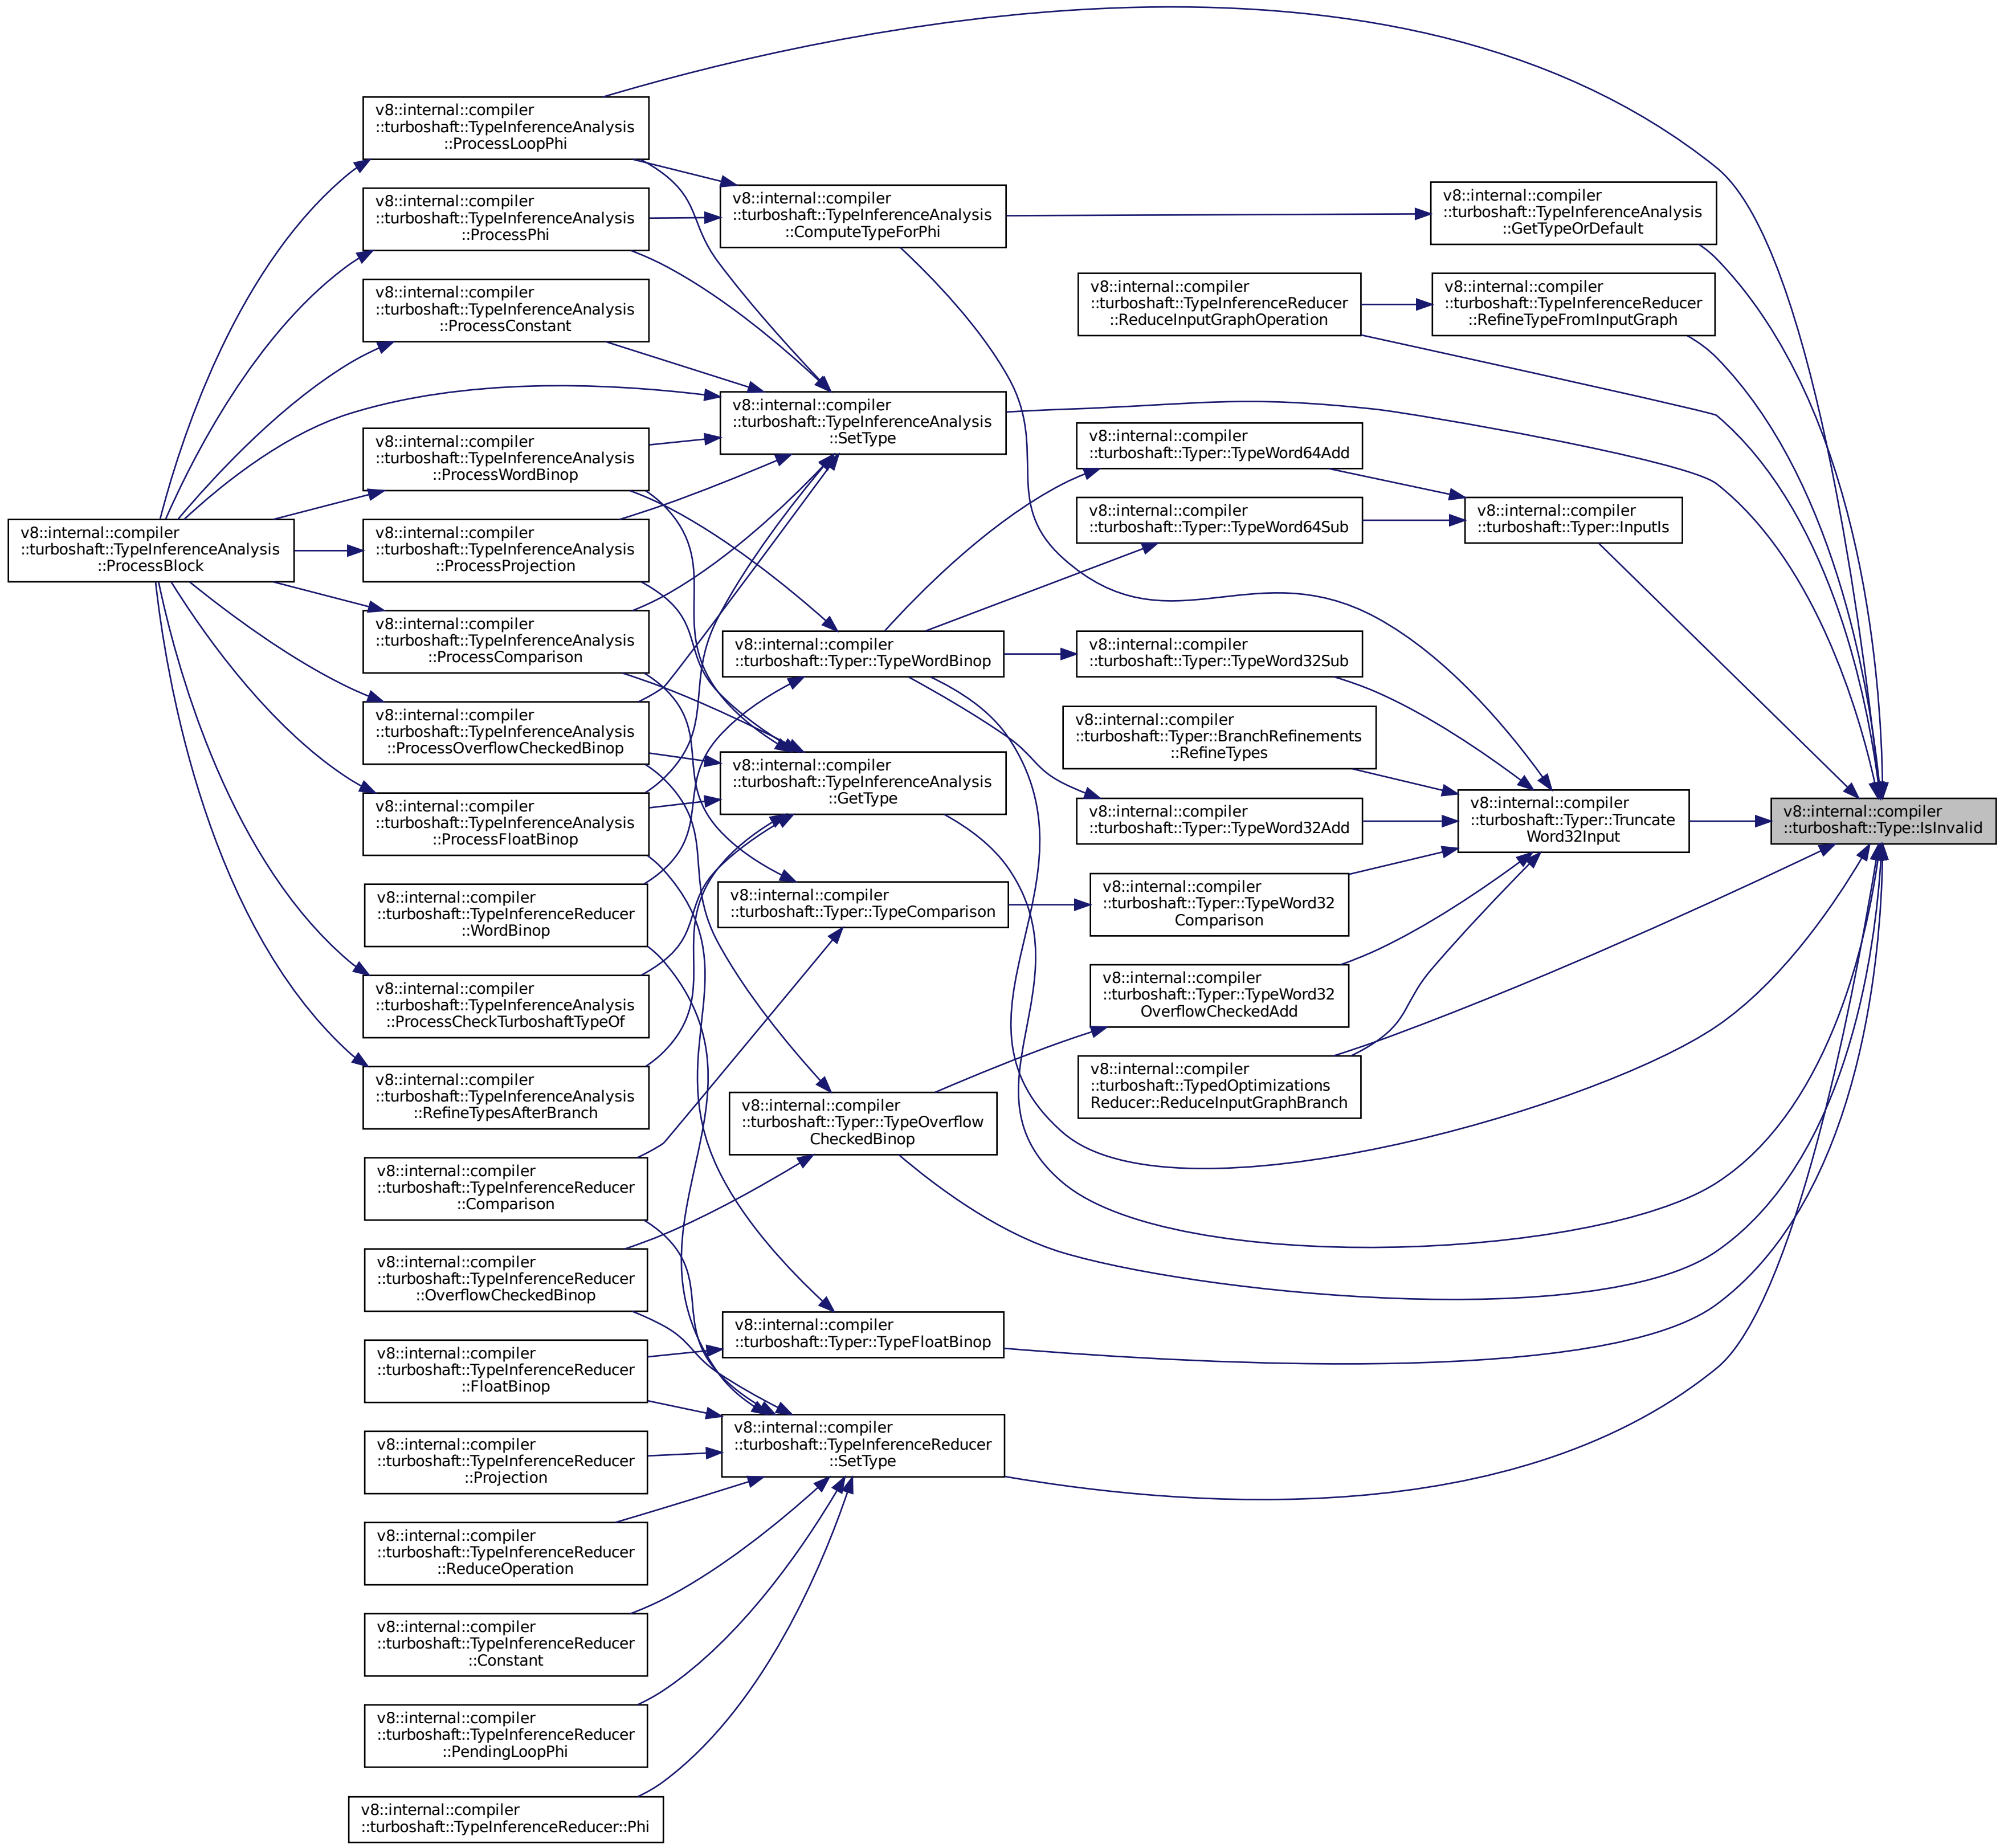 v8::internal::compiler
::turboshaft::TypeInferenceAnalysis
::ProcessBlock
v8::internal::compiler
::turboshaft::TypeInferenceAnalysis
::ProcessLoopPhi
v8::internal::compiler
::turboshaft::TypeInferenceAnalysis
::ProcessPhi
v8::internal::compiler
::turboshaft::TypeInferenceAnalysis
::ProcessConstant
v8::internal::compiler
::turboshaft::TypeInferenceAnalysis
::ProcessWordBinop
v8::internal::compiler
::turboshaft::TypeInferenceAnalysis
::ProcessProjection
v8::internal::compiler
::turboshaft::TypeInferenceAnalysis
::ProcessComparison
v8::internal::compiler
::turboshaft::TypeInferenceAnalysis
::ProcessOverflowCheckedBinop
v8::internal::compiler
::turboshaft::TypeInferenceAnalysis
::ProcessFloatBinop
v8::internal::compiler
::turboshaft::TypeInferenceReducer
::WordBinop
v8::internal::compiler
::turboshaft::TypeInferenceAnalysis
::ProcessCheckTurboshaftTypeOf
v8::internal::compiler
::turboshaft::TypeInferenceAnalysis
::RefineTypesAfterBranch
v8::internal::compiler
::turboshaft::TypeInferenceReducer
::Comparison
v8::internal::compiler
::turboshaft::TypeInferenceReducer
::OverflowCheckedBinop
v8::internal::compiler
::turboshaft::TypeInferenceReducer
::FloatBinop
v8::internal::compiler
::turboshaft::TypeInferenceReducer
::Projection
v8::internal::compiler
::turboshaft::TypeInferenceReducer
::ReduceOperation
v8::internal::compiler
::turboshaft::TypeInferenceReducer
::Constant
v8::internal::compiler
::turboshaft::TypeInferenceReducer
::PendingLoopPhi
v8::internal::compiler
::turboshaft::TypeInferenceReducer::Phi
v8::internal::compiler
::turboshaft::TypeInferenceAnalysis
::ComputeTypeForPhi
v8::internal::compiler
::turboshaft::TypeInferenceAnalysis
::SetType
v8::internal::compiler
::turboshaft::Typer::TypeWordBinop
v8::internal::compiler
::turboshaft::TypeInferenceAnalysis
::GetType
v8::internal::compiler
::turboshaft::Typer::TypeComparison
v8::internal::compiler
::turboshaft::Typer::TypeOverflow
CheckedBinop
v8::internal::compiler
::turboshaft::Typer::TypeFloatBinop
v8::internal::compiler
::turboshaft::TypeInferenceReducer
::SetType
v8::internal::compiler
::turboshaft::TypeInferenceReducer
::ReduceInputGraphOperation
v8::internal::compiler
::turboshaft::Typer::TypeWord64Add
v8::internal::compiler
::turboshaft::Typer::TypeWord64Sub
v8::internal::compiler
::turboshaft::Typer::TypeWord32Sub
v8::internal::compiler
::turboshaft::Typer::BranchRefinements
::RefineTypes
v8::internal::compiler
::turboshaft::Typer::TypeWord32Add
v8::internal::compiler
::turboshaft::Typer::TypeWord32
Comparison
v8::internal::compiler
::turboshaft::Typer::TypeWord32
OverflowCheckedAdd
v8::internal::compiler
::turboshaft::TypedOptimizations
Reducer::ReduceInputGraphBranch
v8::internal::compiler
::turboshaft::TypeInferenceAnalysis
::GetTypeOrDefault
v8::internal::compiler
::turboshaft::TypeInferenceReducer
::RefineTypeFromInputGraph
v8::internal::compiler
::turboshaft::Typer::InputIs
v8::internal::compiler
::turboshaft::Typer::Truncate
Word32Input
v8::internal::compiler
::turboshaft::Type::IsInvalid